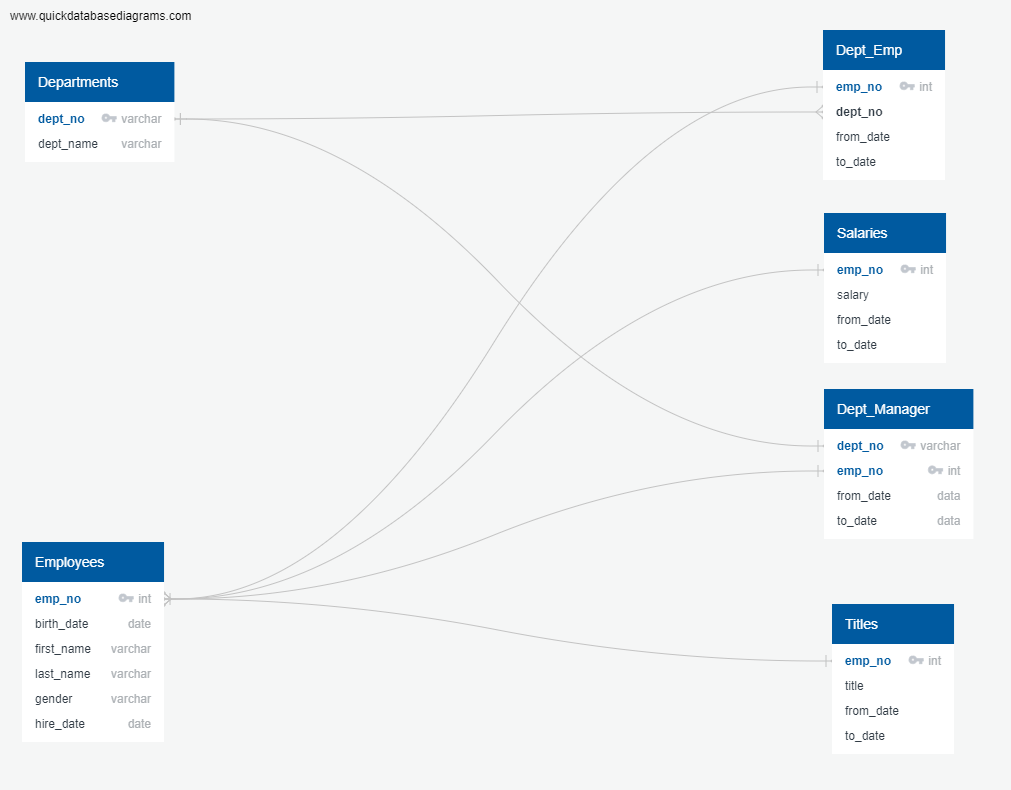 www.quickdatabasediagrams.com
Departments
dept_no varchar
dept_name varchar
Employees
emp_no int
birth_date date
first_name varchar
last_name varchar
gender varchar
hire_date date
Dept_Emp
emp_no int
dept_no
from_date
to_date
Salaries
emp_no int
salary
from_date
to_date
Dept_Manager
dept_no varchar
emp_no int
from_date data
to_date data
Titles
emp_no int
title
from_date
to_date